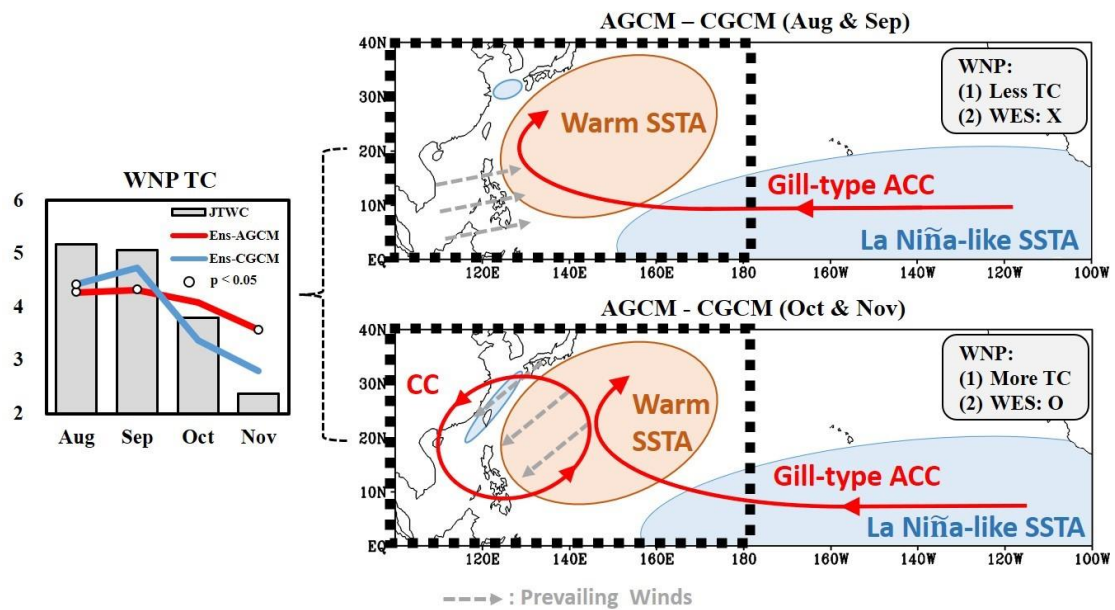 WNP TC
6
5
4
3
2
JTWC
Ens-AGCM
Ens-CGCM
p < 0.05
Aug Sep Oct Nov
AGCM – CGCM (Aug & Sep)
40N
30N
20N
10N
EQ
120E 140E 160E 180 160W 140W 120W 100W
Warm SSTA
Gill-type ACC
La Niña-like SSTA
WNP:
(1) Less TC
(2) WES: X
AGCM - CGCM (Oct & Nov)
40N
30N
20N
10N
EQ
120E 140E 160E 180 160W 140W 120W 100W
CC
Warm
SSTA
Gill-type ACC
La Niña-like SSTA
WNP:
(1) More TC
(2) WES: O
: Prevailing Winds